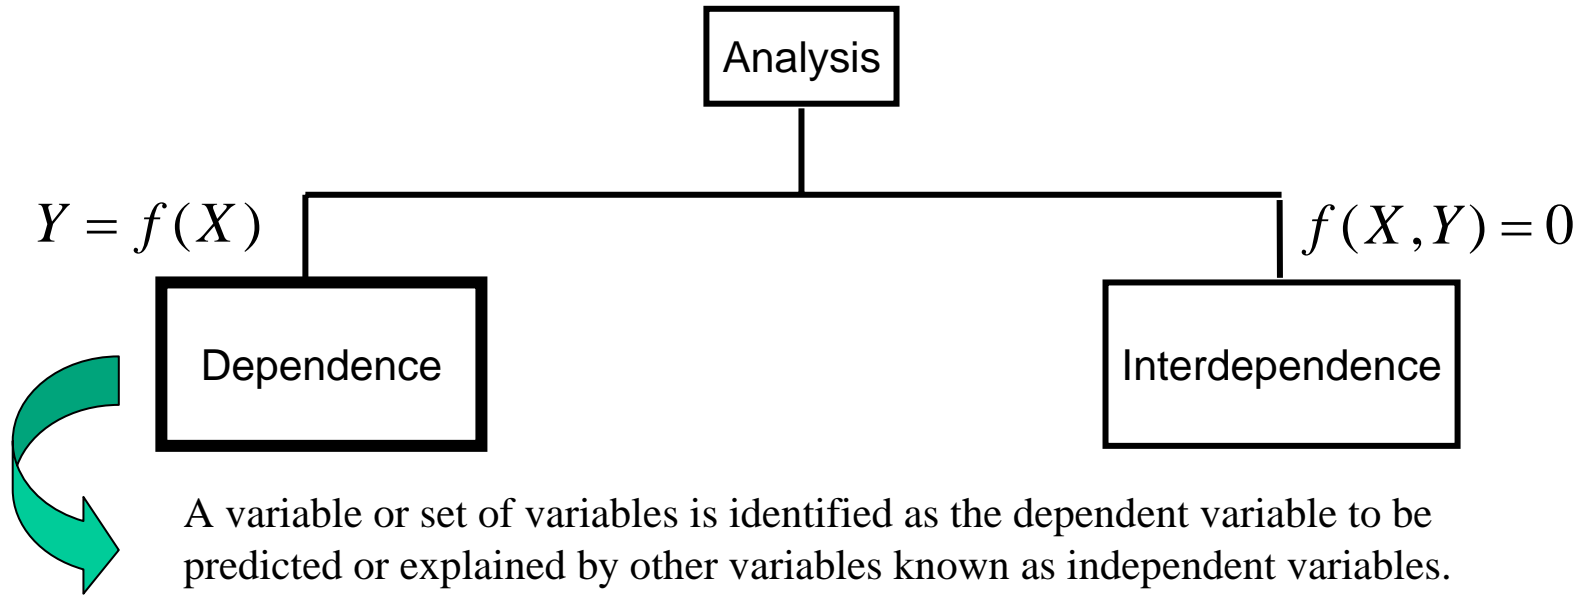 Analysis
Y = f(X)
f(X,Y) = 0
Dependence
Interdependence
A variable or set of variables is identified as the dependent variable to be
predicted or explained by other variables known as independent variables.